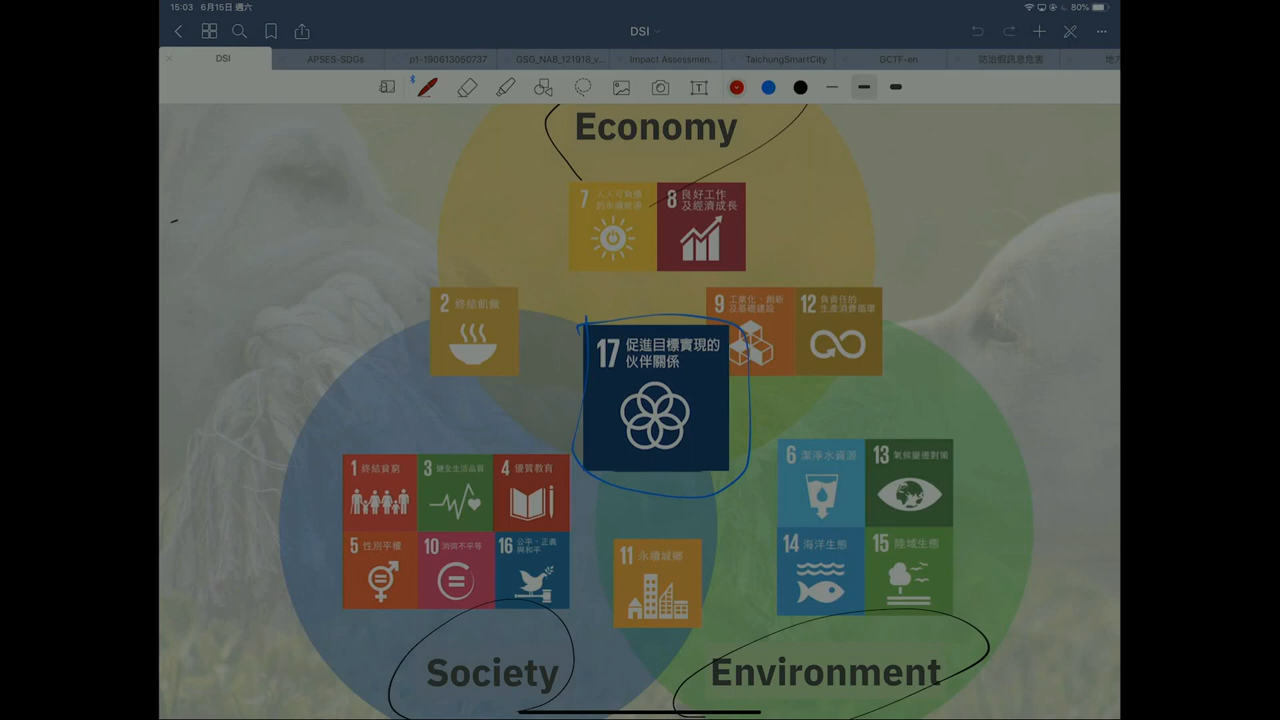 15:03 6月15日 週六
80%
DSI
DSI
APSES-SDGs
p1-190613050737
GSG_NAB_121918_v...
Impact Assessmen...
TaichungSmartCity
GCTF-en
防治假訊息危害
地方
T
Economy
7 人人可負擔
的永續能源
8 良好工作
及經濟成長
2 終結飢餓
9 工業化、創新
及基礎建設
12 負責任的
生產消費循環
17 促進目標實現的
伙伴關係
1 終結貧窮
3 健全生活品質
4 優質教育
6 潔淨水資源
13 氣候變遷對策
5 性別平權
10 消弭不平等
16 公平、正義
與和平
11 永續城鄉
14 海洋生態
15 陸域生態
Society
Environment